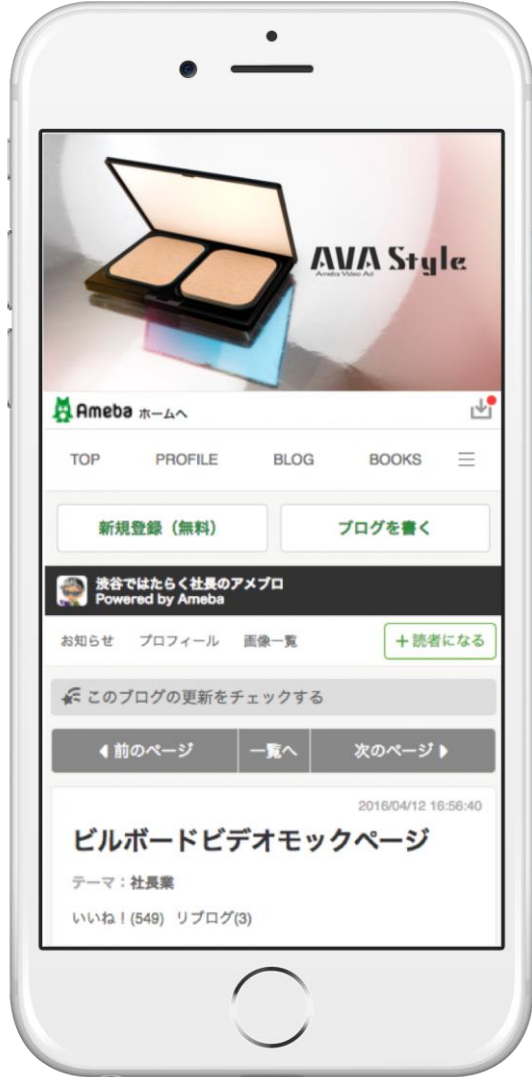 AVA Style
Ameba Video Ad
Ameba ホームへ
TOP PROFILE BLOG BOOKS
新規登録（無料） ブログを書く
渋谷ではたらく社長のアメブロ
Powered by Ameba
お知らせ プロフィール 画像一覧 +読者になる
このブログの更新をチェックする
前のページ 一覧へ 次のページ
2016/04/12 16:56:40
ビルボードビデオモックページ
テーマ：社長業
いいね！(549) リブログ(3)